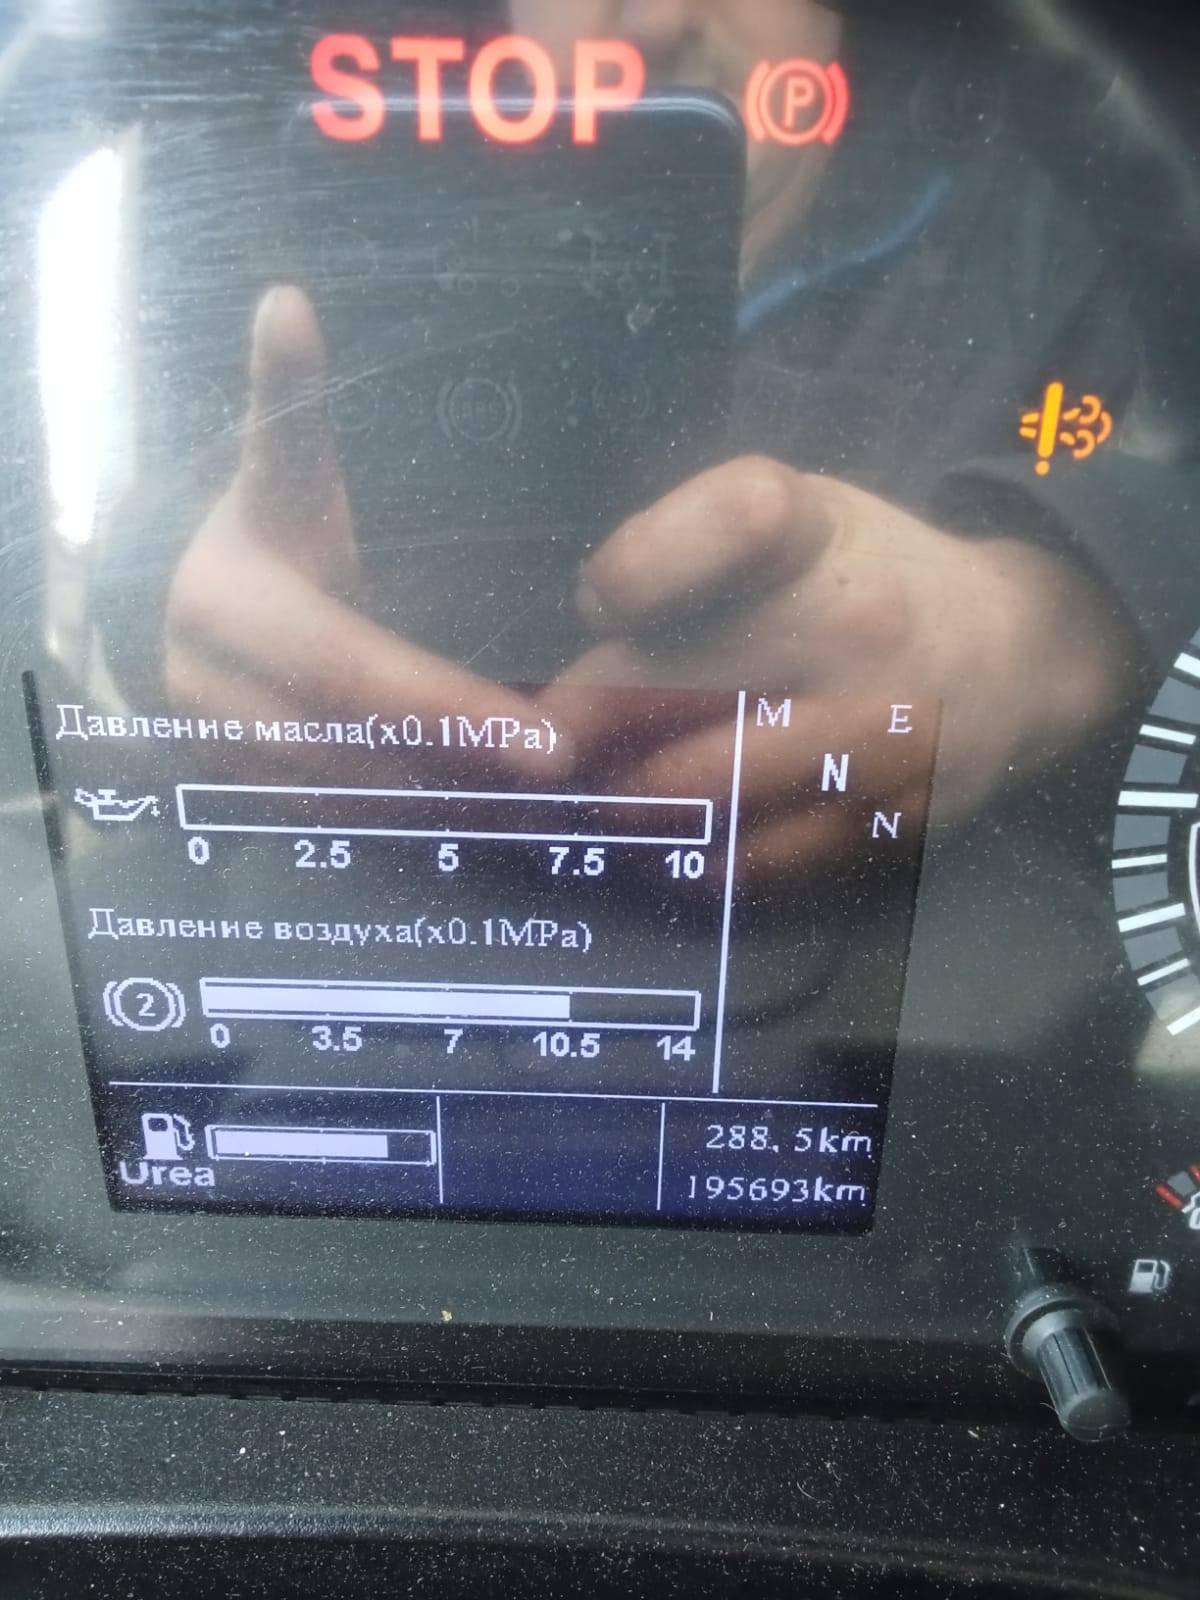 STOP (P)
Давление масла(x0.1MPa)
0 2.5 5 7.5 10
M E
N
N
Давление воздуха(x0.1MPa)
2
0 3.5 7 10.5 14
Urea
288.5km
195693km